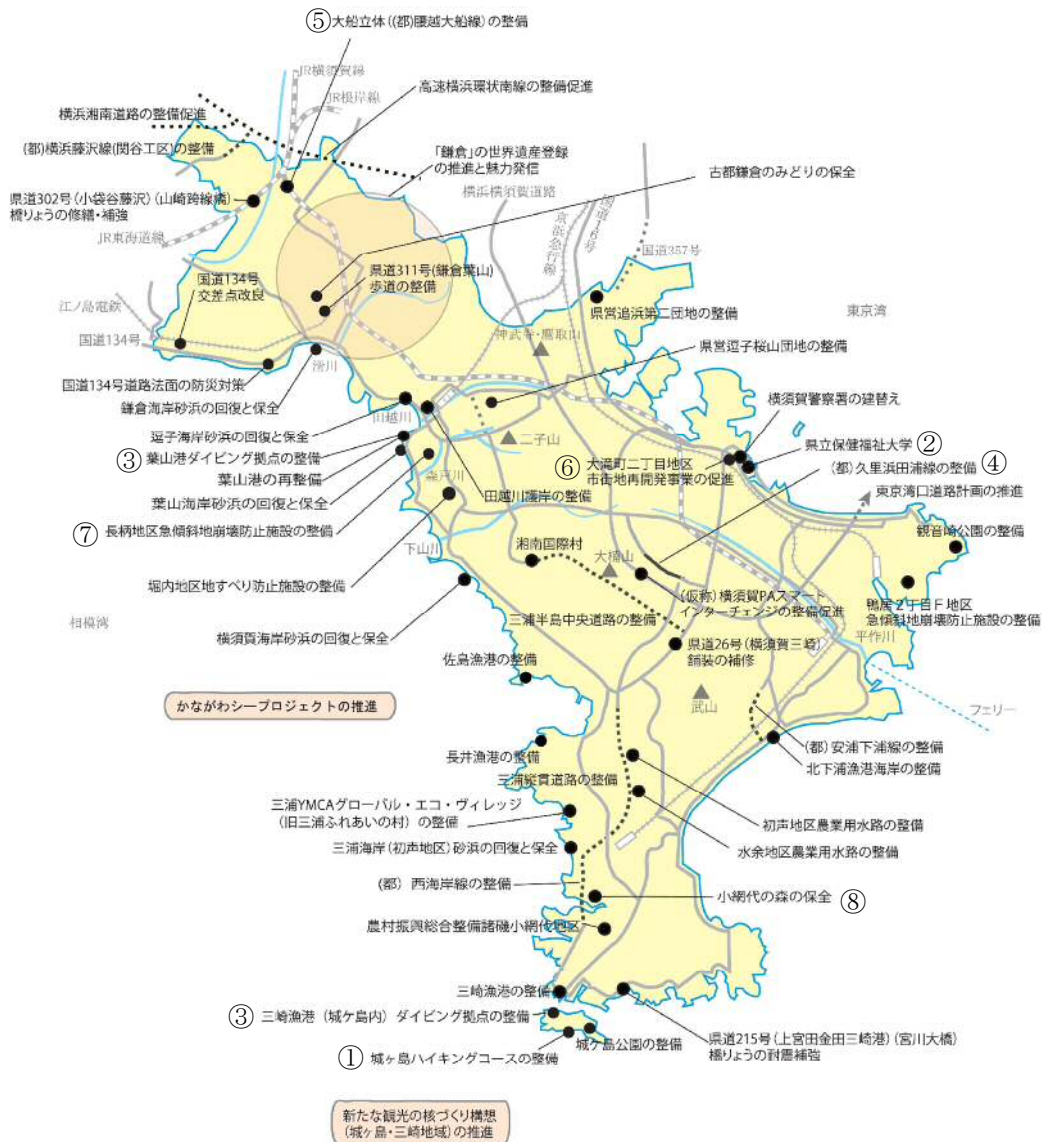 ⑤大船立体((都)腰越大船線)の整備
JR横須賀線
JR根岸線
高速横浜環状南線の整備促進
横浜湘南道路の整備促進
(都)横浜藤沢線(関谷工区)の整備
「鎌倉」の世界遺産登録
の推進と魅力発信
古都鎌倉のみどりの保全
横浜横須賀道路
県道302号(小袋谷藤沢)(山崎跨線橋)
橋りょうの修繕・補強
JR東海道線
国道16号
京浜急行線
国道357号
国道134号
交差点改良
県道311号(鎌倉葉山)
歩道の整備
江ノ島電鉄
国道134号
県営追浜第二団地の整備
東京湾
神武寺・鷹取山
滑川
県営逗子桜山団地の整備
国道134号道路法面の防災対策
鎌倉海岸砂浜の回復と保全
田越川
横須賀警察署の建替え
逗子海岸砂浜の回復と保全
二子山
県立保健福祉大学 ②
③ 葉山港ダイビング拠点の整備
⑥ 大滝町二丁目地区
市街地再開発事業の促進
(都)久里浜田浦線の整備 ④
葉山港の再整備
森戸川
東京湾口道路計画の推進
葉山海岸砂浜の回復と保全
田越川護岸の整備
⑦ 長柄地区急傾斜地崩壊防止施設の整備
観音崎公園の整備
下山川
湘南国際村
大楠山
堀内地区地すべり防止施設の整備
(仮称)横須賀PAスマート
インターチェンジの整備促進
鴨居2丁目F地区
急傾斜地崩壊防止施設の整備
相模湾
三浦半島中央道路の整備
平作川
横須賀海岸砂浜の回復と保全
県道26号(横須賀三崎)
舗装の補修
佐島漁港の整備
武山
かながわシープロジェクトの推進
フェリー
長井漁港の整備
(都)安浦下浦線の整備
北下浦漁港海岸の整備
三浦縦貫道路の整備
三浦YMCAグローバル・エコ・ヴィレッジ
(旧三浦ふれあいの村)の整備
初声地区農業用水路の整備
三浦海岸(初声地区)砂浜の回復と保全
水余地区農業用水路の整備
(都) 西海岸線の整備
小網代の森の保全 ⑧
農村振興総合整備諸磯小網代地区
三崎漁港の整備
③ 三崎漁港(城ケ島内)ダイビング拠点の整備
県道215号(上宮田金田三崎港)(宮川大橋)
橋りょうの耐震補強
城ケ島公園の整備
① 城ヶ島ハイキングコースの整備
新たな観光の核づくり構想
(城ヶ島・三崎地域)の推進